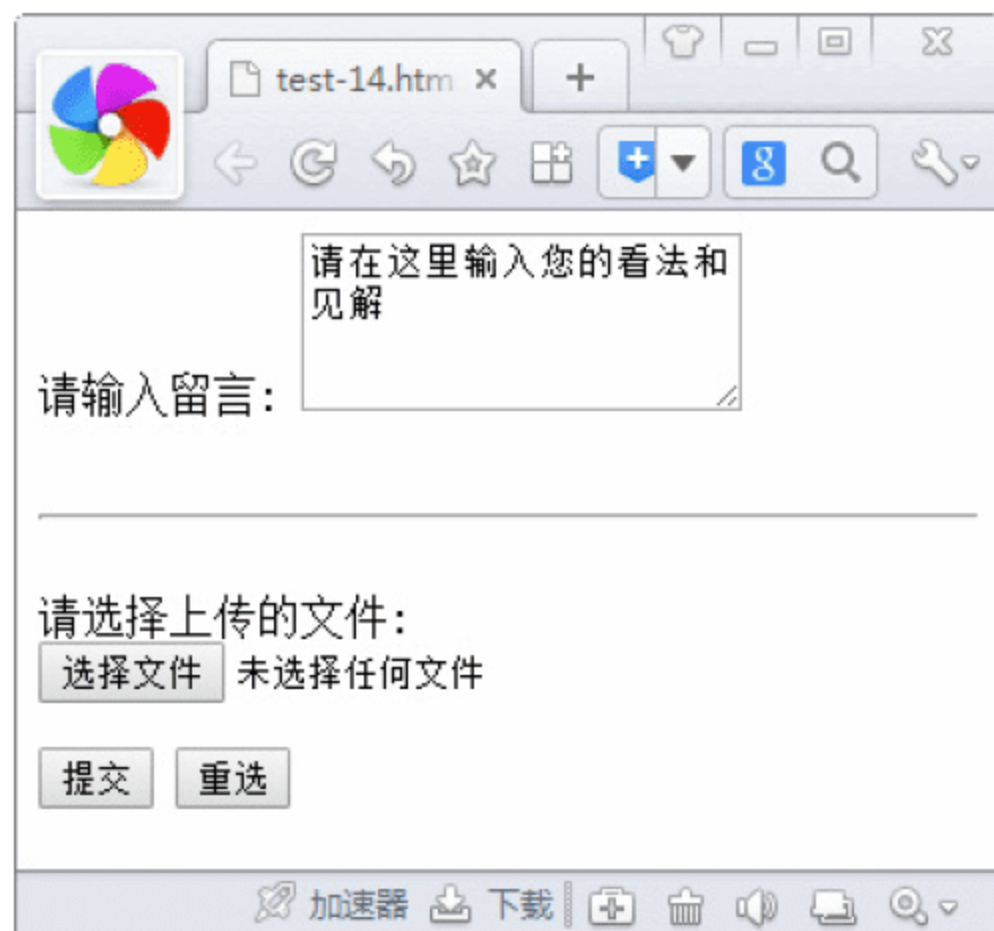 test-14.htm
请在这里输入您的看法和
见解
请输入留言：
请选择上传的文件：
选择文件 未选择任何文件
提交 重选
加速器 下载